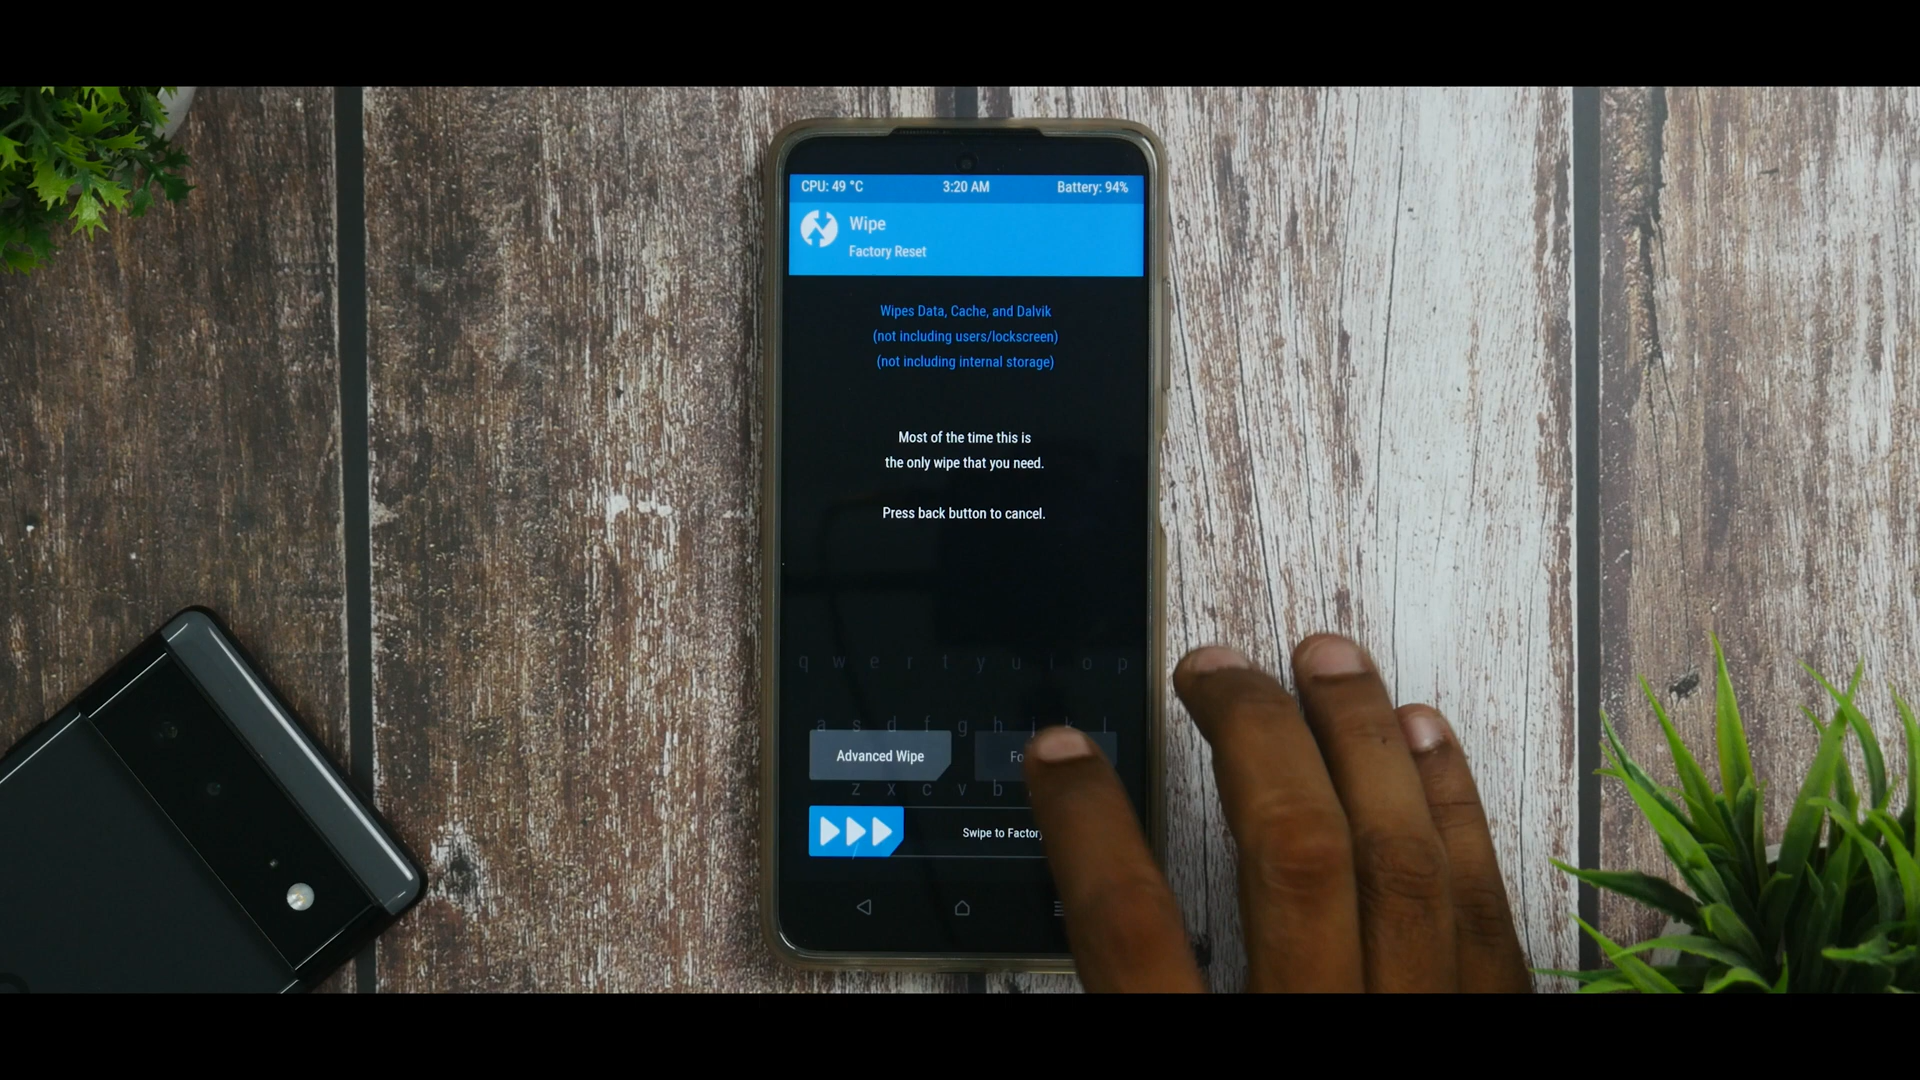 CPU: 49 °C 3:20 AM Battery: 94%
Wipe
Factory Reset
Wipes Data, Cache, and Dalvik
(not including users/lockscreen)
(not including internal storage)
Most of the time this is
the only wipe that you need.
Press back button to cancel.
q w e r t y u i o p
a s d f g h j k l
Advanced Wipe
z x c v b
Swipe to